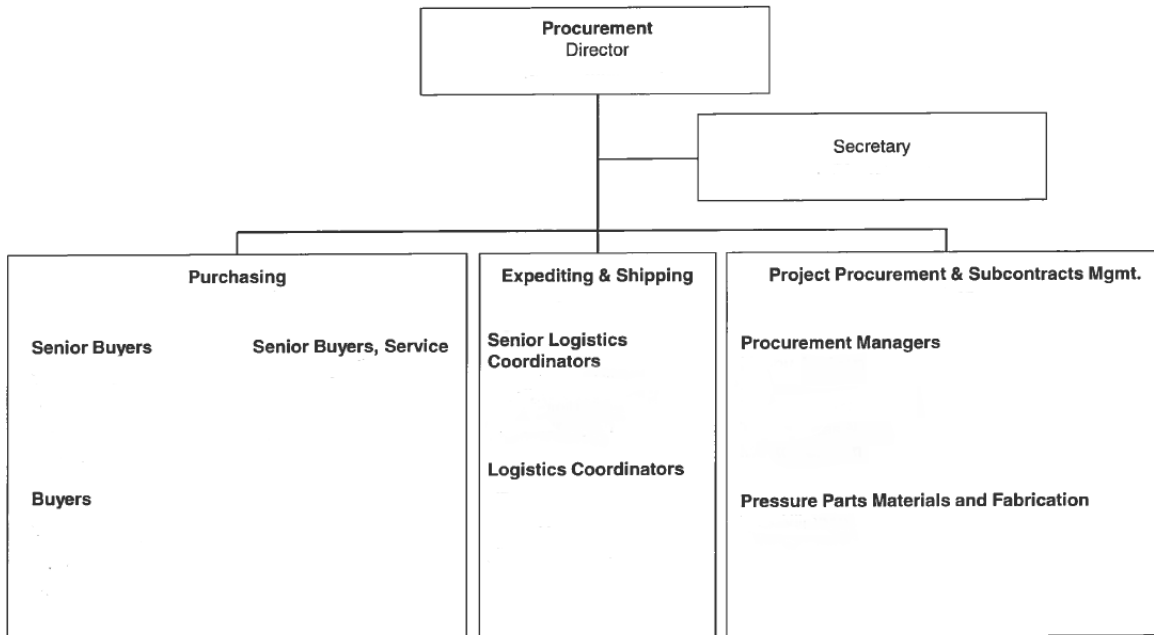 Procurement
Director
Secretary
Purchasing
Senior Buyers
Senior Buyers, Service
Buyers
Expediting & Shipping
Senior Logistics
Coordinators
Logistics Coordinators
Project Procurement & Subcontracts Mgmt.
Procurement Managers
Pressure Parts Materials and Fabrication